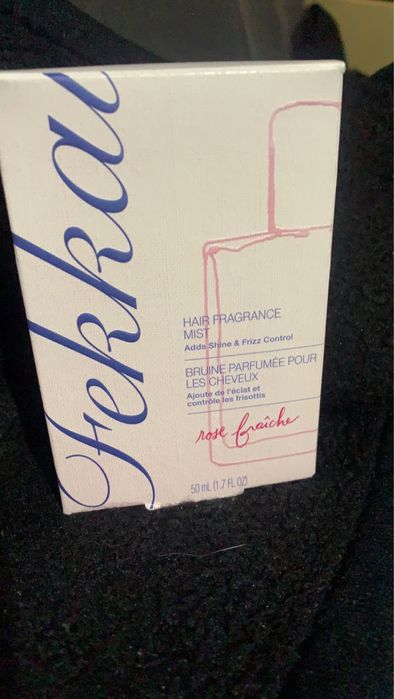 Fekkai
HAIR FRAGRANCE
MIST
Adds Shine & Frizz Control
BRUINE PARFUMÉE POUR
LES CHEVEUX
Ajoute de l'éclat et
contrôle les frisottis
rose fraîche
50 mL (1.7 FL OZ)